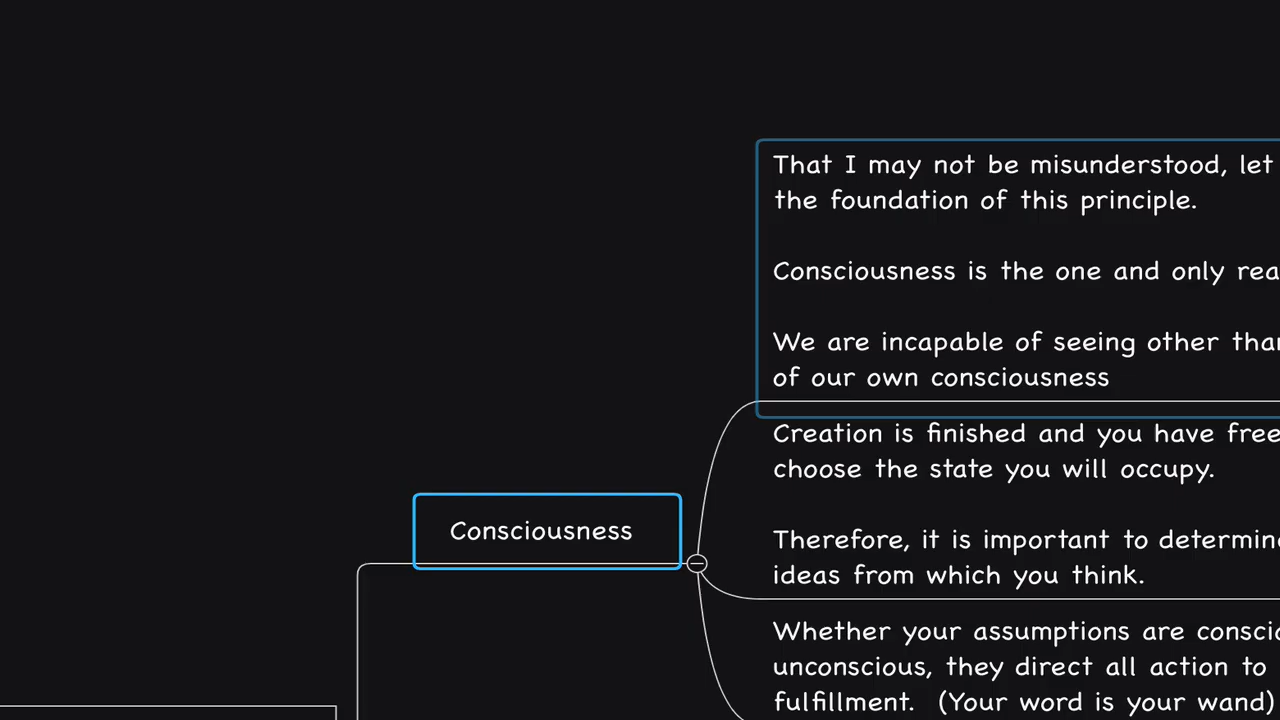 That I may not be misunderstood, let
the foundation of this principle.
Consciousness is the one and only
We are incapable of seeing other
of our own consciousness
Creation is finished and you have free
choose the state you will occupy.
Consciousness
Therefore, it is important to
ideas from which you think.
Whether your assumptions are
unconscious, they direct all action to
fulfillment. (Your word is your wand)